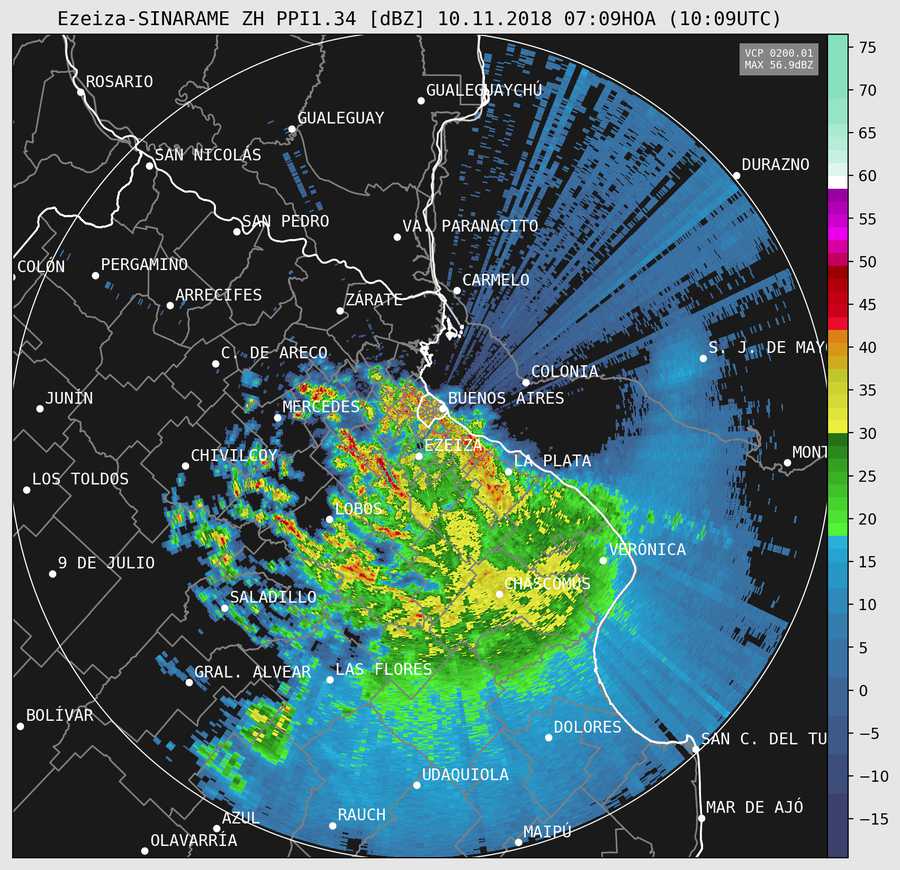 Ezeiza-SINARAME ZH PPI1.34 [dBZ] 10.11.2018 07:09HOA (10:09UTC)
VCP 0200.01
MAX 56.9dBZ
ROSARIO
GUALEGUAYCHÚ
GUALEGUAY
SAN NICOLÁS
DURAZNO
SAN PEDRO
VA. PARANACITO
COLÓN
PERGAMINO
CARMELO
ARRECIFES
ZÁRATE
C. DE ARECO
S. J. DE MAY
COLONIA
JUNÍN
MERCEDES
BUENOS AIRES
EZEIZA
CHIVILCOY
LA PLATA
MONT
LOS TOLDOS
LOBOS
VERÓNICA
9 DE JULIO
CHASCOMÚS
SALADILLO
GRAL. ALVEAR
LAS FLORES
BOLÍVAR
DOLORES
SAN C. DEL TU
UDAQUIOLA
MAR DE AJÓ
RAUCH
AZUL
MAIPÚ
OLAVARRÍA
75
70
65
60
55
50
45
40
35
30
25
20
15
10
5
0
−5
−10
−15